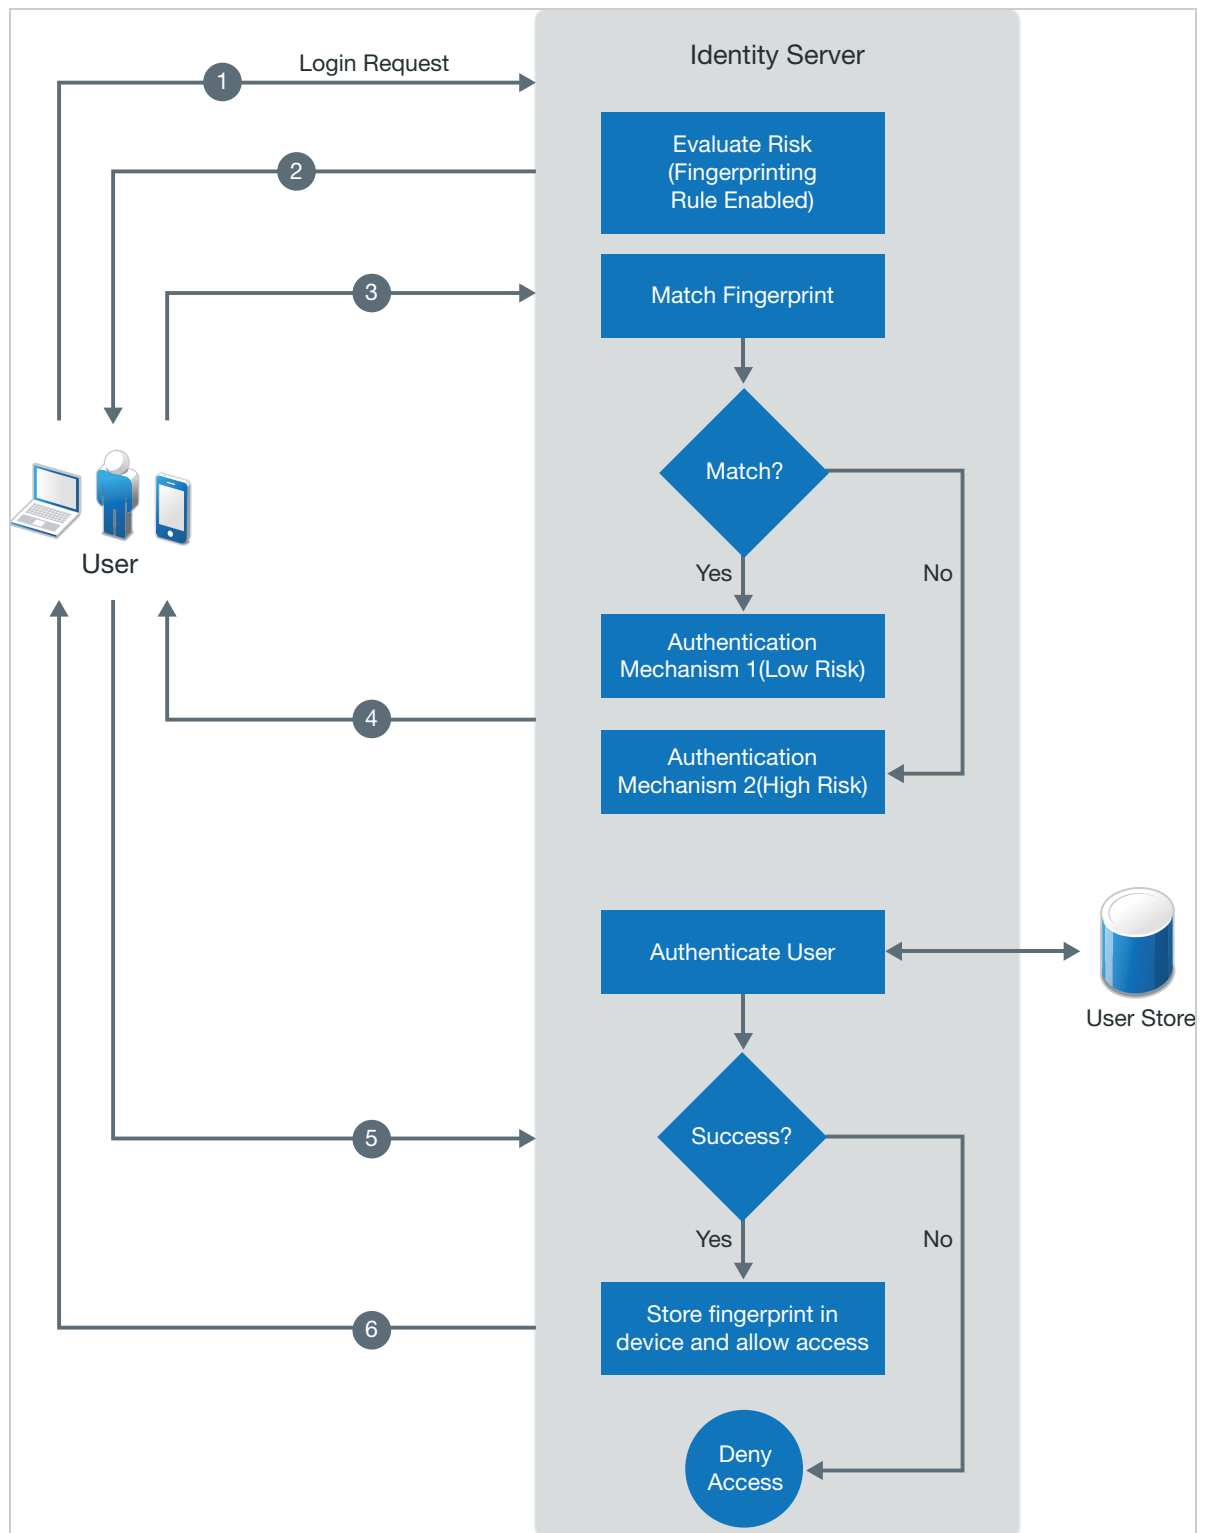 Identity Server
Login Request
1
Evaluate Risk
(Fingerprinting
Rule Enabled)
2
Match Fingerprint
3
Match?
User
Yes
No
Authentication
Mechanism 1(Low Risk)
4
Authentication
Mechanism 2(High Risk)
Authenticate User
User Store
5
Success?
Yes
No
Store fingerprint in
device and allow access
6
Deny
Access